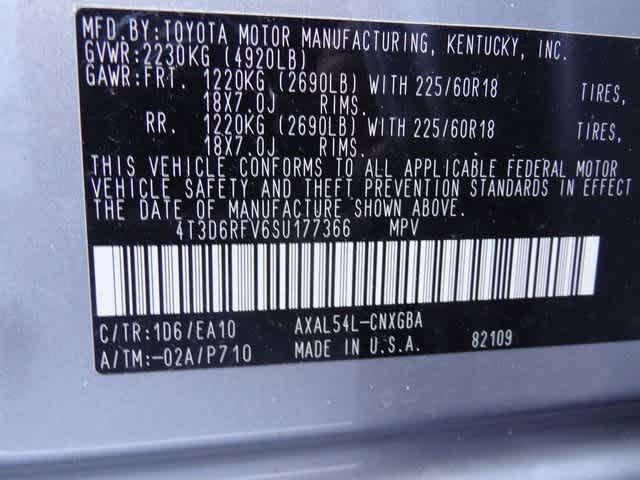 MFD.BY:TOYOTA MOTOR MANUFACTURING, KENTUCKY, INC.
GVWR:2230KG (4920LB)
GAWR:FRT. 1220KG (2690LB) WITH 225/60R18 TIRES,
18X7.0J RIMS.
RR. 1220KG (2690LB) WITH 225/60R18 TIRES,
18X7.0J RIMS.
THIS VEHICLE CONFORMS TO ALL APPLICABLE FEDERAL MOTOR
VEHICLE SAFETY AND THEFT PREVENTION STANDARDS IN EFFECT
THE DATE OF MANUFACTURE SHOWN ABOVE.
4T3D6RFV6SU177366 MPV
C/TR:1D6/EA10 AXAL54L-CNXGBA
A/TM:-02A/P710 MADE IN U.S.A. 82109